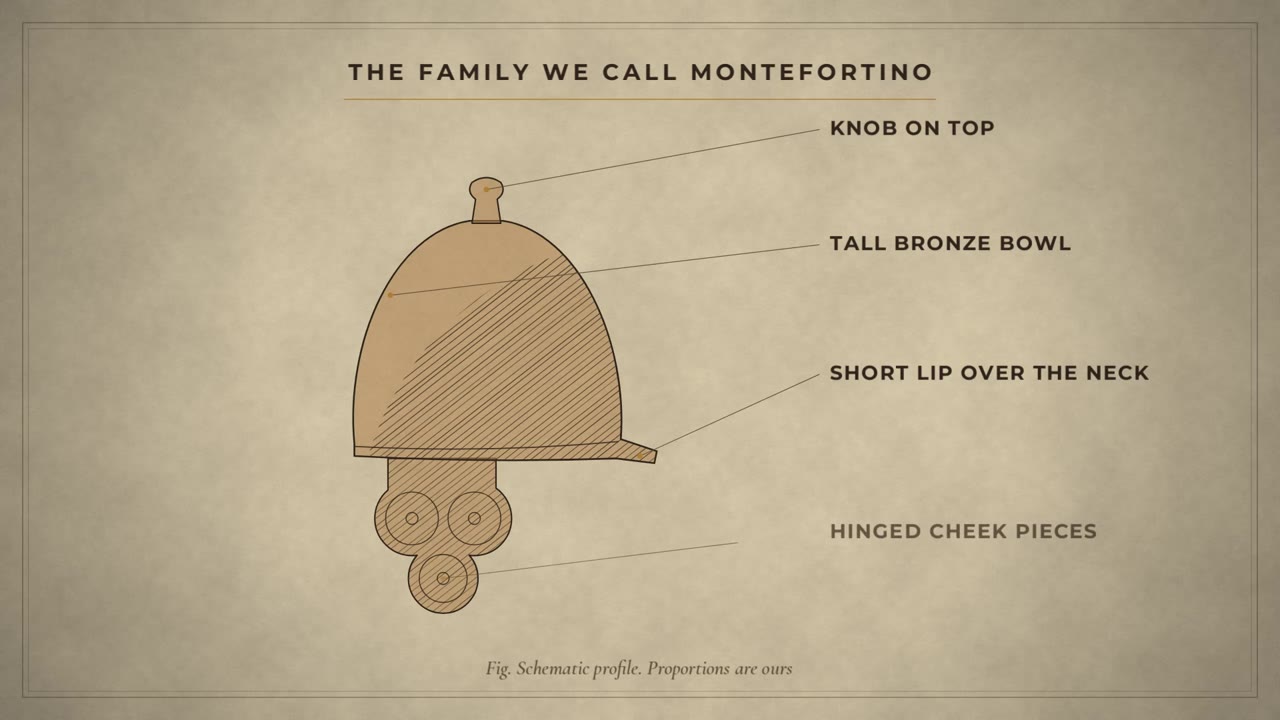 THE FAMILY WE CALL MONTEFORTINO
KNOB ON TOP
TALL BRONZE BOWL
SHORT LIP OVER THE NECK
HINGED CHEEK PIECES
Fig. Schematic profile. Proportions are ours